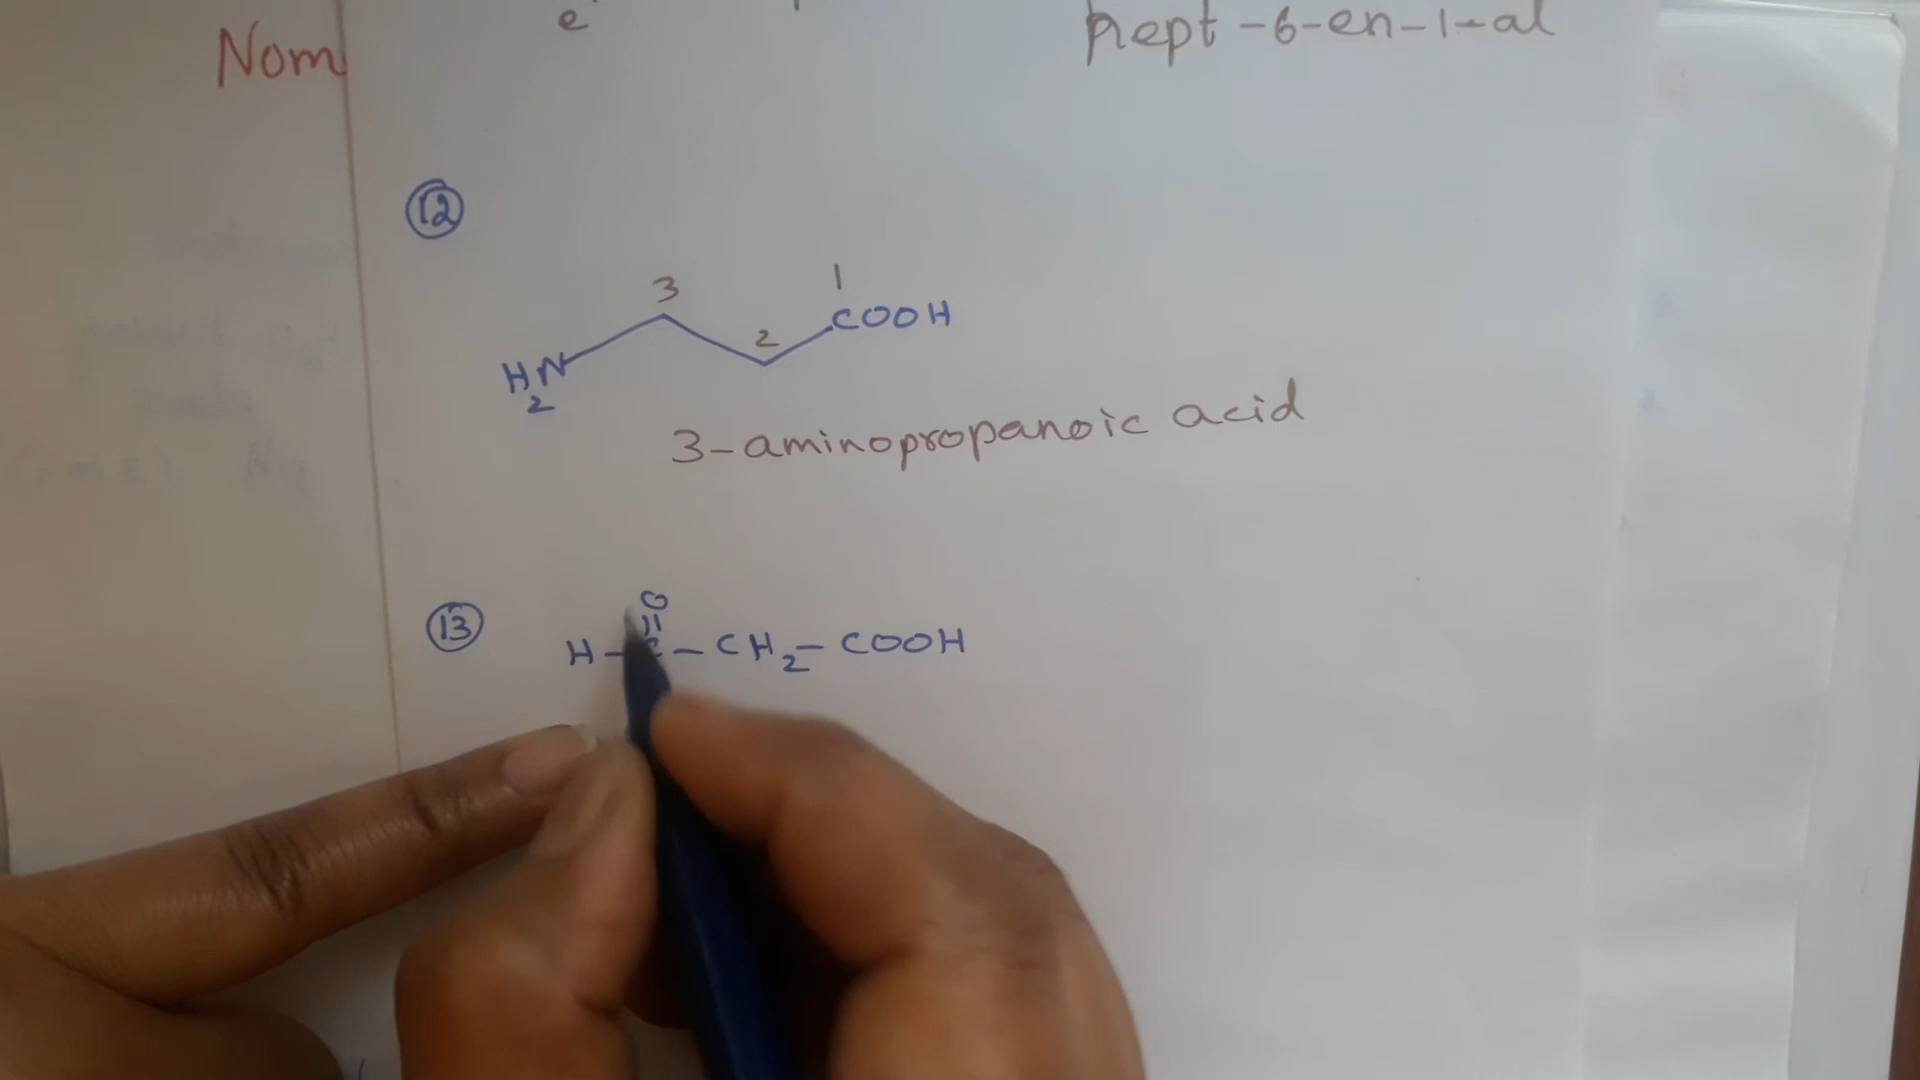 Nom
e
hept-6-en-1-al
12
3
1
2
COOH
H2N
3-aminopropanoic acid
13
O
H-C-CH2-COOH